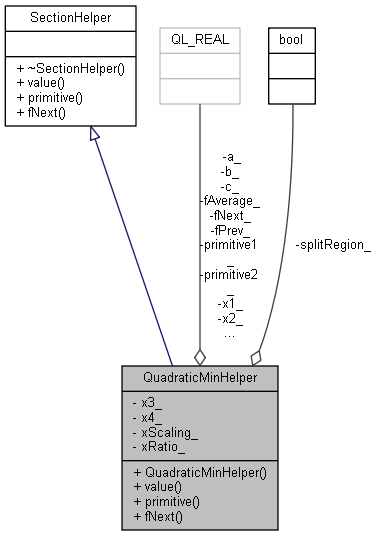 SectionHelper
+ ~SectionHelper()
+ value()
+ primitive()
+ fNext()
QL_REAL
bool
-a_
-b_
-c_
-fAverage_
-fNext_
-fPrev_
-primitive1
_
-primitive2
_
-x1_
-x2_
...
-splitRegion_
QuadraticMinHelper
- x3_
- x4_
- xScaling_
- xRatio_
+ QuadraticMinHelper()
+ value()
+ primitive()
+ fNext()